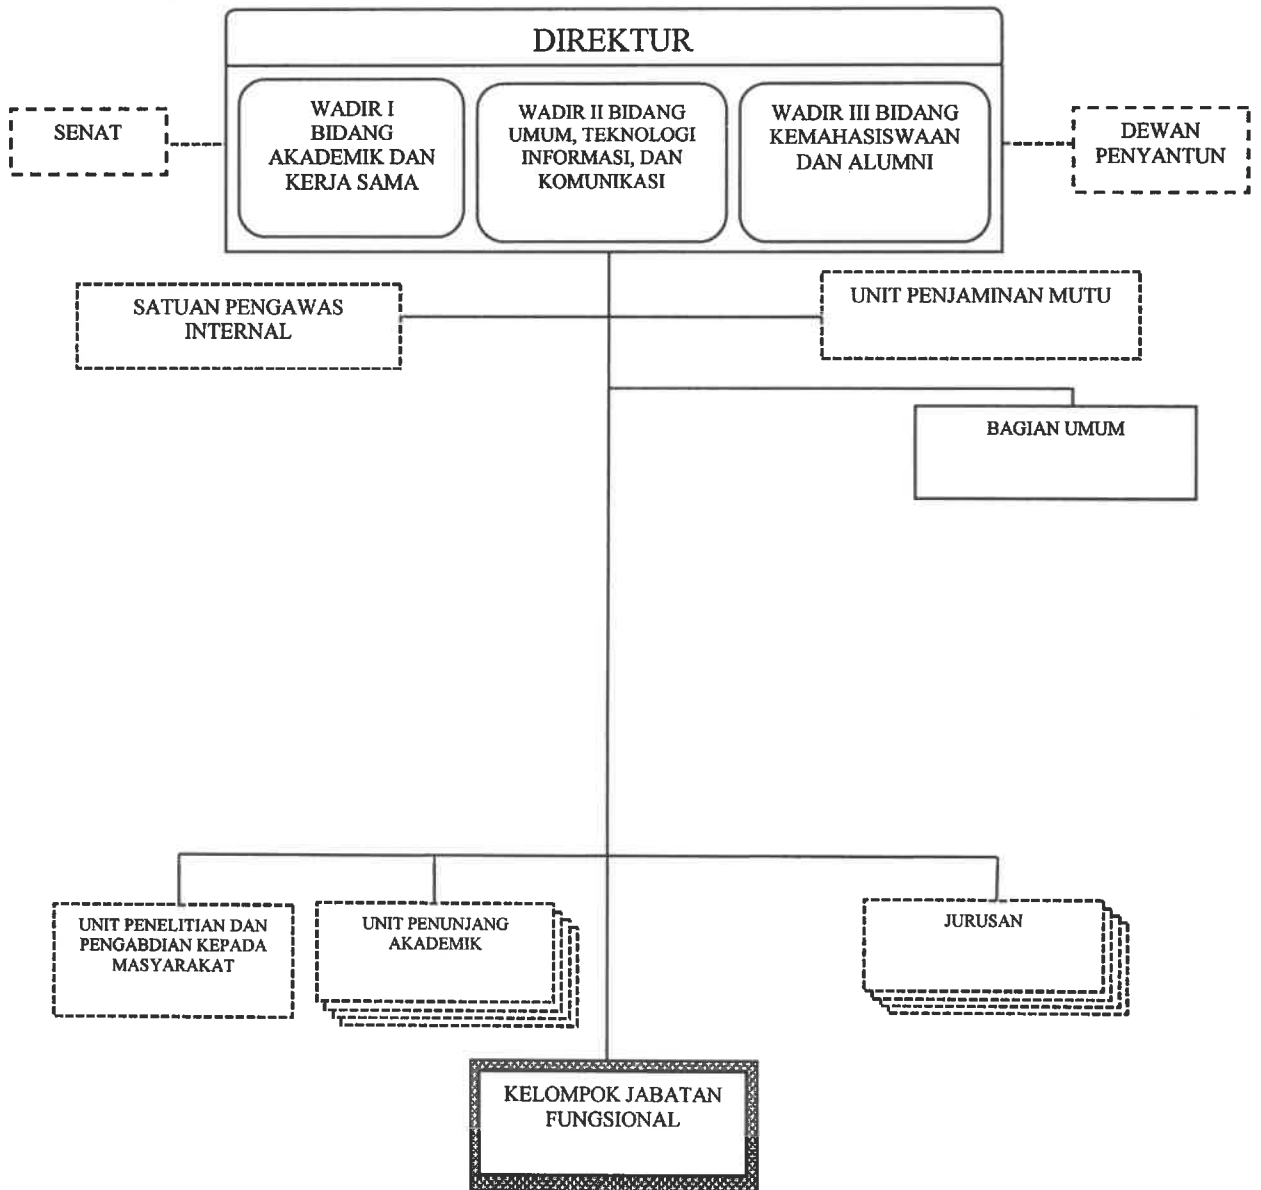 DIREKTUR
SENAT
WADIR I
BIDANG
AKADEMIK DAN
KERJA SAMA
WADIR II BIDANG
UMUM, TEKNOLOGI
INFORMASI, DAN
KOMUNIKASI
WADIR III BIDANG
KEMAHASISWAAN
DAN ALUMNI
DEWAN
PENYANTUN
SATUAN PENGAWAS
INTERNAL
UNIT PENJAMINAN MUTU
BAGIAN UMUM
UNIT PENELITIAN DAN
PENGABDIAN KEPADA
MASYARAKAT
UNIT PENUNJANG
AKADEMIK
JURUSAN
KELOMPOK JABATAN
FUNGSIONAL